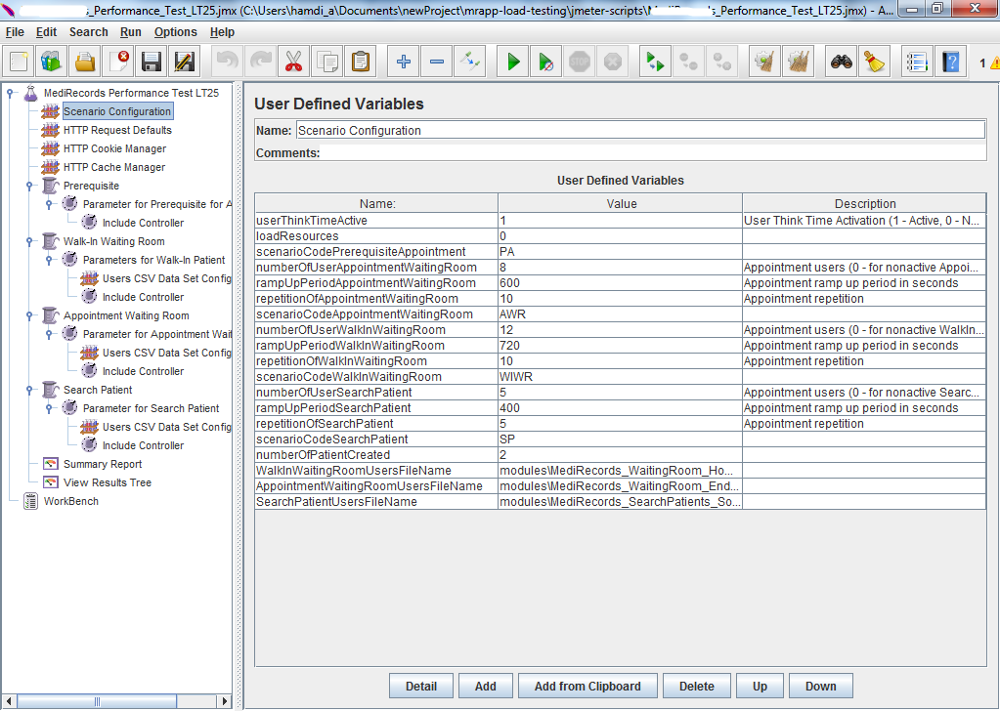 s_Performance_Test_LT25.jmx (C:\Users\hamdi_a\Documents\newProject\mrapp-load-testing\jmeter-scripts\MediRecords_Performance_Test_LT25.jmx) - A...
File Edit Search Run Options Help
1
MediRecords Performance Test LT25
Scenario Configuration
HTTP Request Defaults
HTTP Cookie Manager
HTTP Cache Manager
Prerequisite
Parameter for Prerequisite for A
Include Controller
Walk-In Waiting Room
Parameters for Walk-In Patient
Users CSV Data Set Config
Include Controller
Appointment Waiting Room
Parameter for Appointment Wait
Users CSV Data Set Config
Include Controller
Search Patient
Parameter for Search Patient
Users CSV Data Set Config
Include Controller
Summary Report
View Results Tree
WorkBench
User Defined Variables
Name: Scenario Configuration
Comments:
User Defined Variables
Name: Value Description
userThinkTimeActive 1 User Think Time Activation (1 - Active, 0 - N...
loadResources 0
scenarioCodePrerequisiteAppointment PA
numberOfUserAppointmentWaitingRoom 8 Appointment users (0 - for nonactive Appoi...
rampUpPeriodAppointmentWaitingRoom 600 Appointment ramp up period in seconds
repetitionOfAppointmentWaitingRoom 10 Appointment repetition
scenarioCodeAppointmentWaitingRoom AWR
numberOfUserWalkInWaitingRoom 12 Appointment users (0 - for nonactive WalkIn...
rampUpPeriodWalkInWaitingRoom 720 Appointment ramp up period in seconds
repetitionOfWalkInWaitingRoom 10 Appointment repetition
scenarioCodeWalkInWaitingRoom WIWR
numberOfUserSearchPatient 5 Appointment users (0 - for nonactive Searc...
rampUpPeriodSearchPatient 400 Appointment ramp up period in seconds
repetitionOfSearchPatient 5 Appointment repetition
scenarioCodeSearchPatient SP
numberOfPatientCreated 2
WalkInWaitingRoomUsersFileName modules\MediRecords_WaitingRoom_Ho...
AppointmentWaitingRoomUsersFileName modules\MediRecords_WaitingRoom_End...
SearchPatientUsersFileName modules\MediRecords_SearchPatients_So...
Detail Add Add from Clipboard Delete Up Down